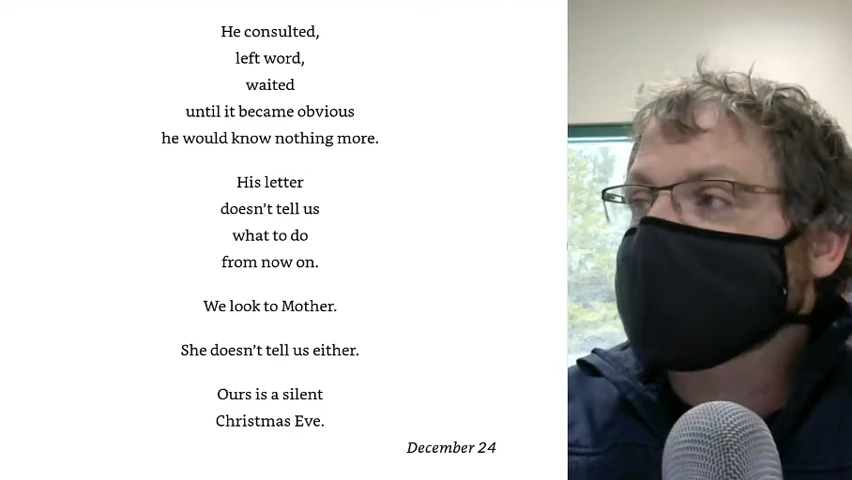 He consulted,
left word,
waited
until it became obvious
he would know nothing more.
His letter
doesn’t tell us
what to do
from now on.
We look to Mother.
She doesn’t tell us either.
Ours is a silent
Christmas Eve.
December 24